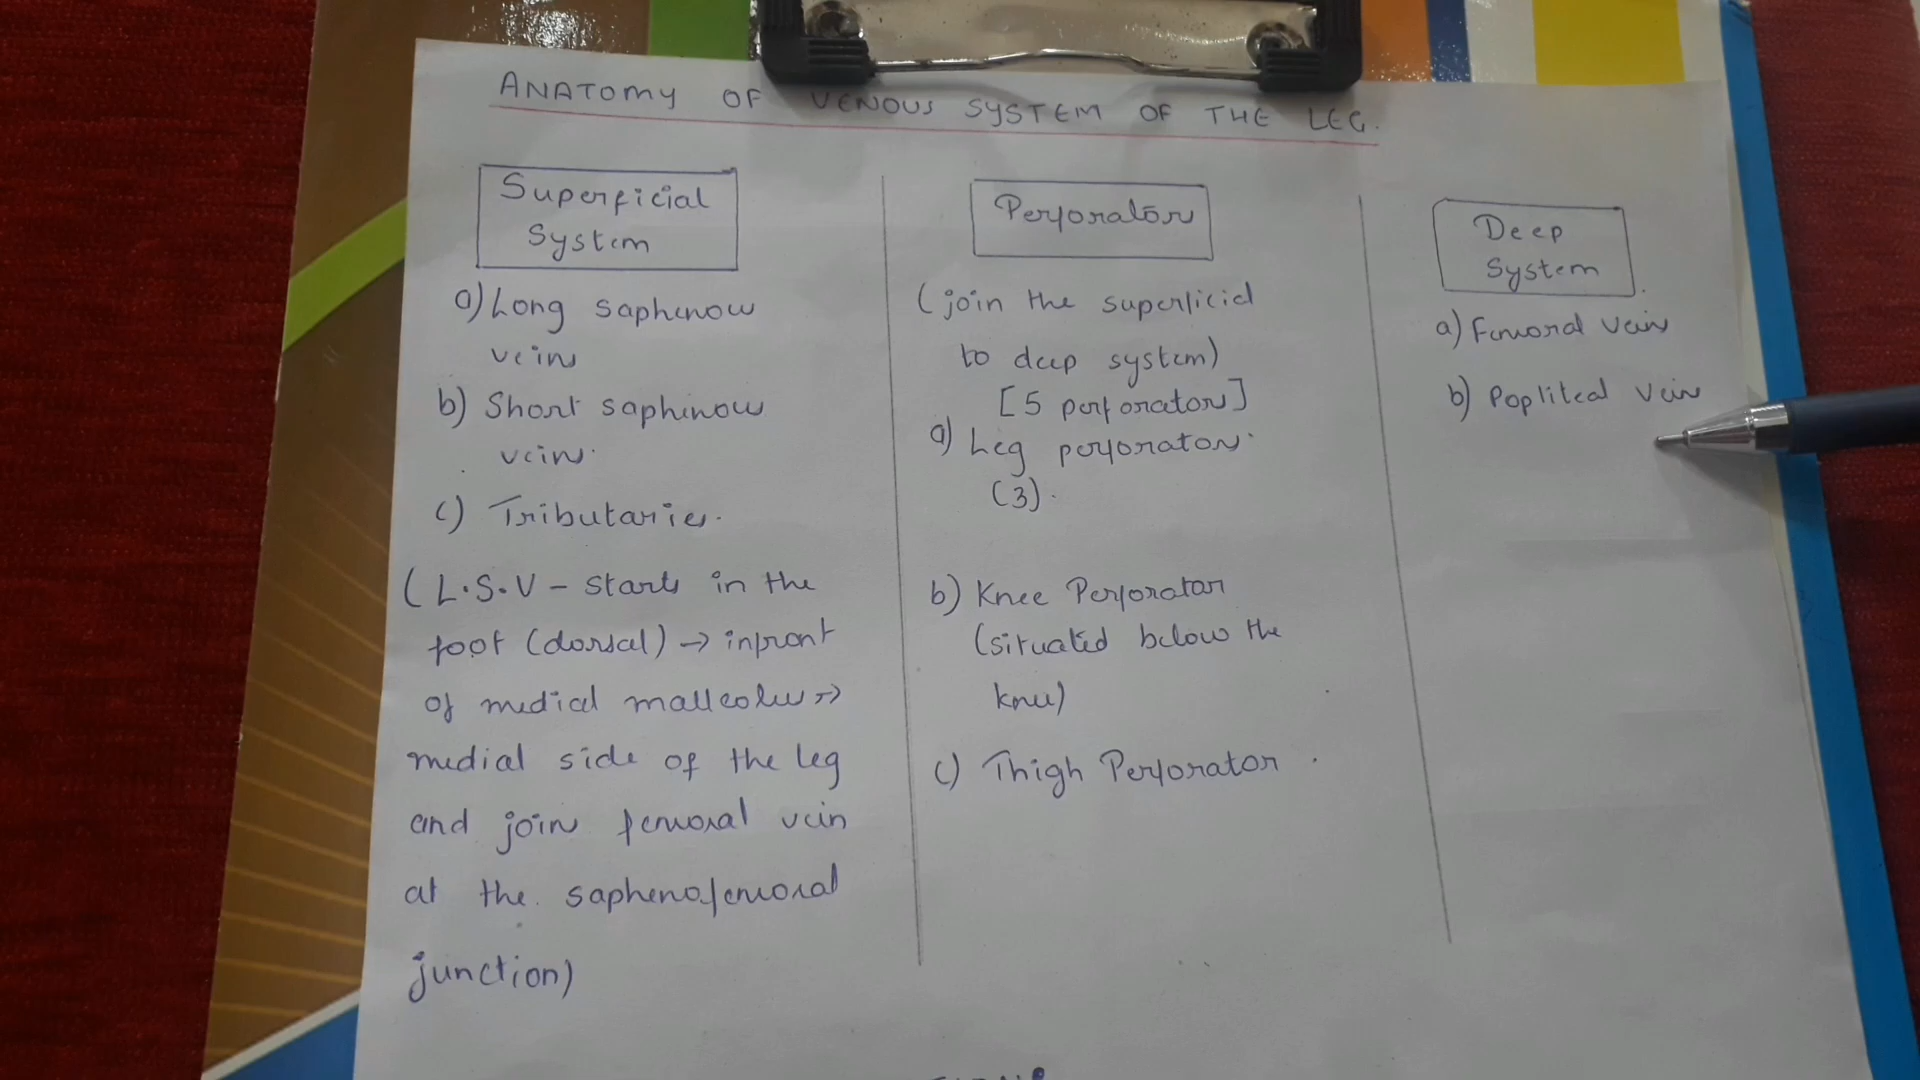 ANATOMY OF VENOUS SYSTEM OF THE LEG.
Superficial
System
a) Long saphenous
vein
b) Short saphenous
vein.
c) Tributaries.
(L.S.V - starts in the
foot (dorsal) → infront
of medial malleolus →
medial side of the leg
and join femoral vein
at the saphenofemoral
junction)
Perforators
(join the superficial
to deep system)
[5 perforators]
a) Leg perforators.
(3).
b) Knee Perforator
(situated below the
knee)
c) Thigh Perforator.
Deep
System
a) Femoral vein
b) Popliteal vein